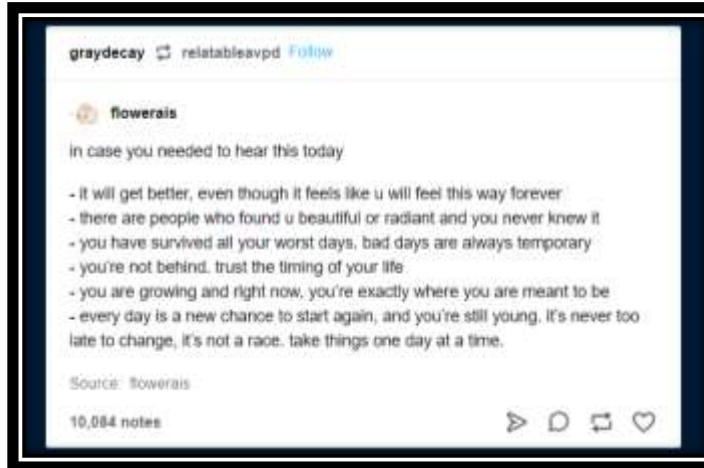 graydecay relatableavpd Follow
flowerais
in case you needed to hear this today
- it will get better, even though it feels like u will feel this way forever
- there are people who found u beautiful or radiant and you never knew it
- you have survived all your worst days, bad days are always temporary
- you're not behind. trust the timing of your life
- you are growing and right now, you're exactly where you are meant to be
- every day is a new chance to start again, and you're still young. it's never too
late to change, it's not a race. take things one day at a time.
Source: flowerais
10,084 notes